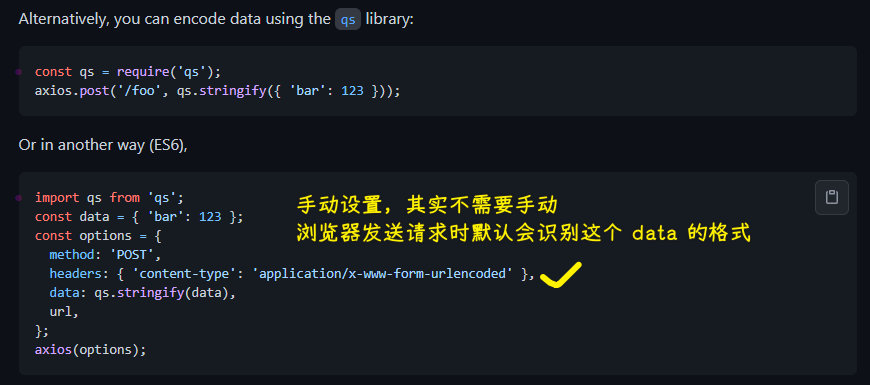 Alternatively, you can encode data using the qs library:
const qs = require('qs');
axios.post('/foo', qs.stringify({ 'bar': 123 }));
Or in another way (ES6),
import qs from 'qs';
const data = { 'bar': 123 };
const options = {
  method: 'POST',
  headers: { 'content-type': 'application/x-www-form-urlencoded' },
  data: qs.stringify(data),
  url,
};
axios(options);
手动设置，其实不需要手动
浏览器发送请求时默认会识别这个 data 的格式